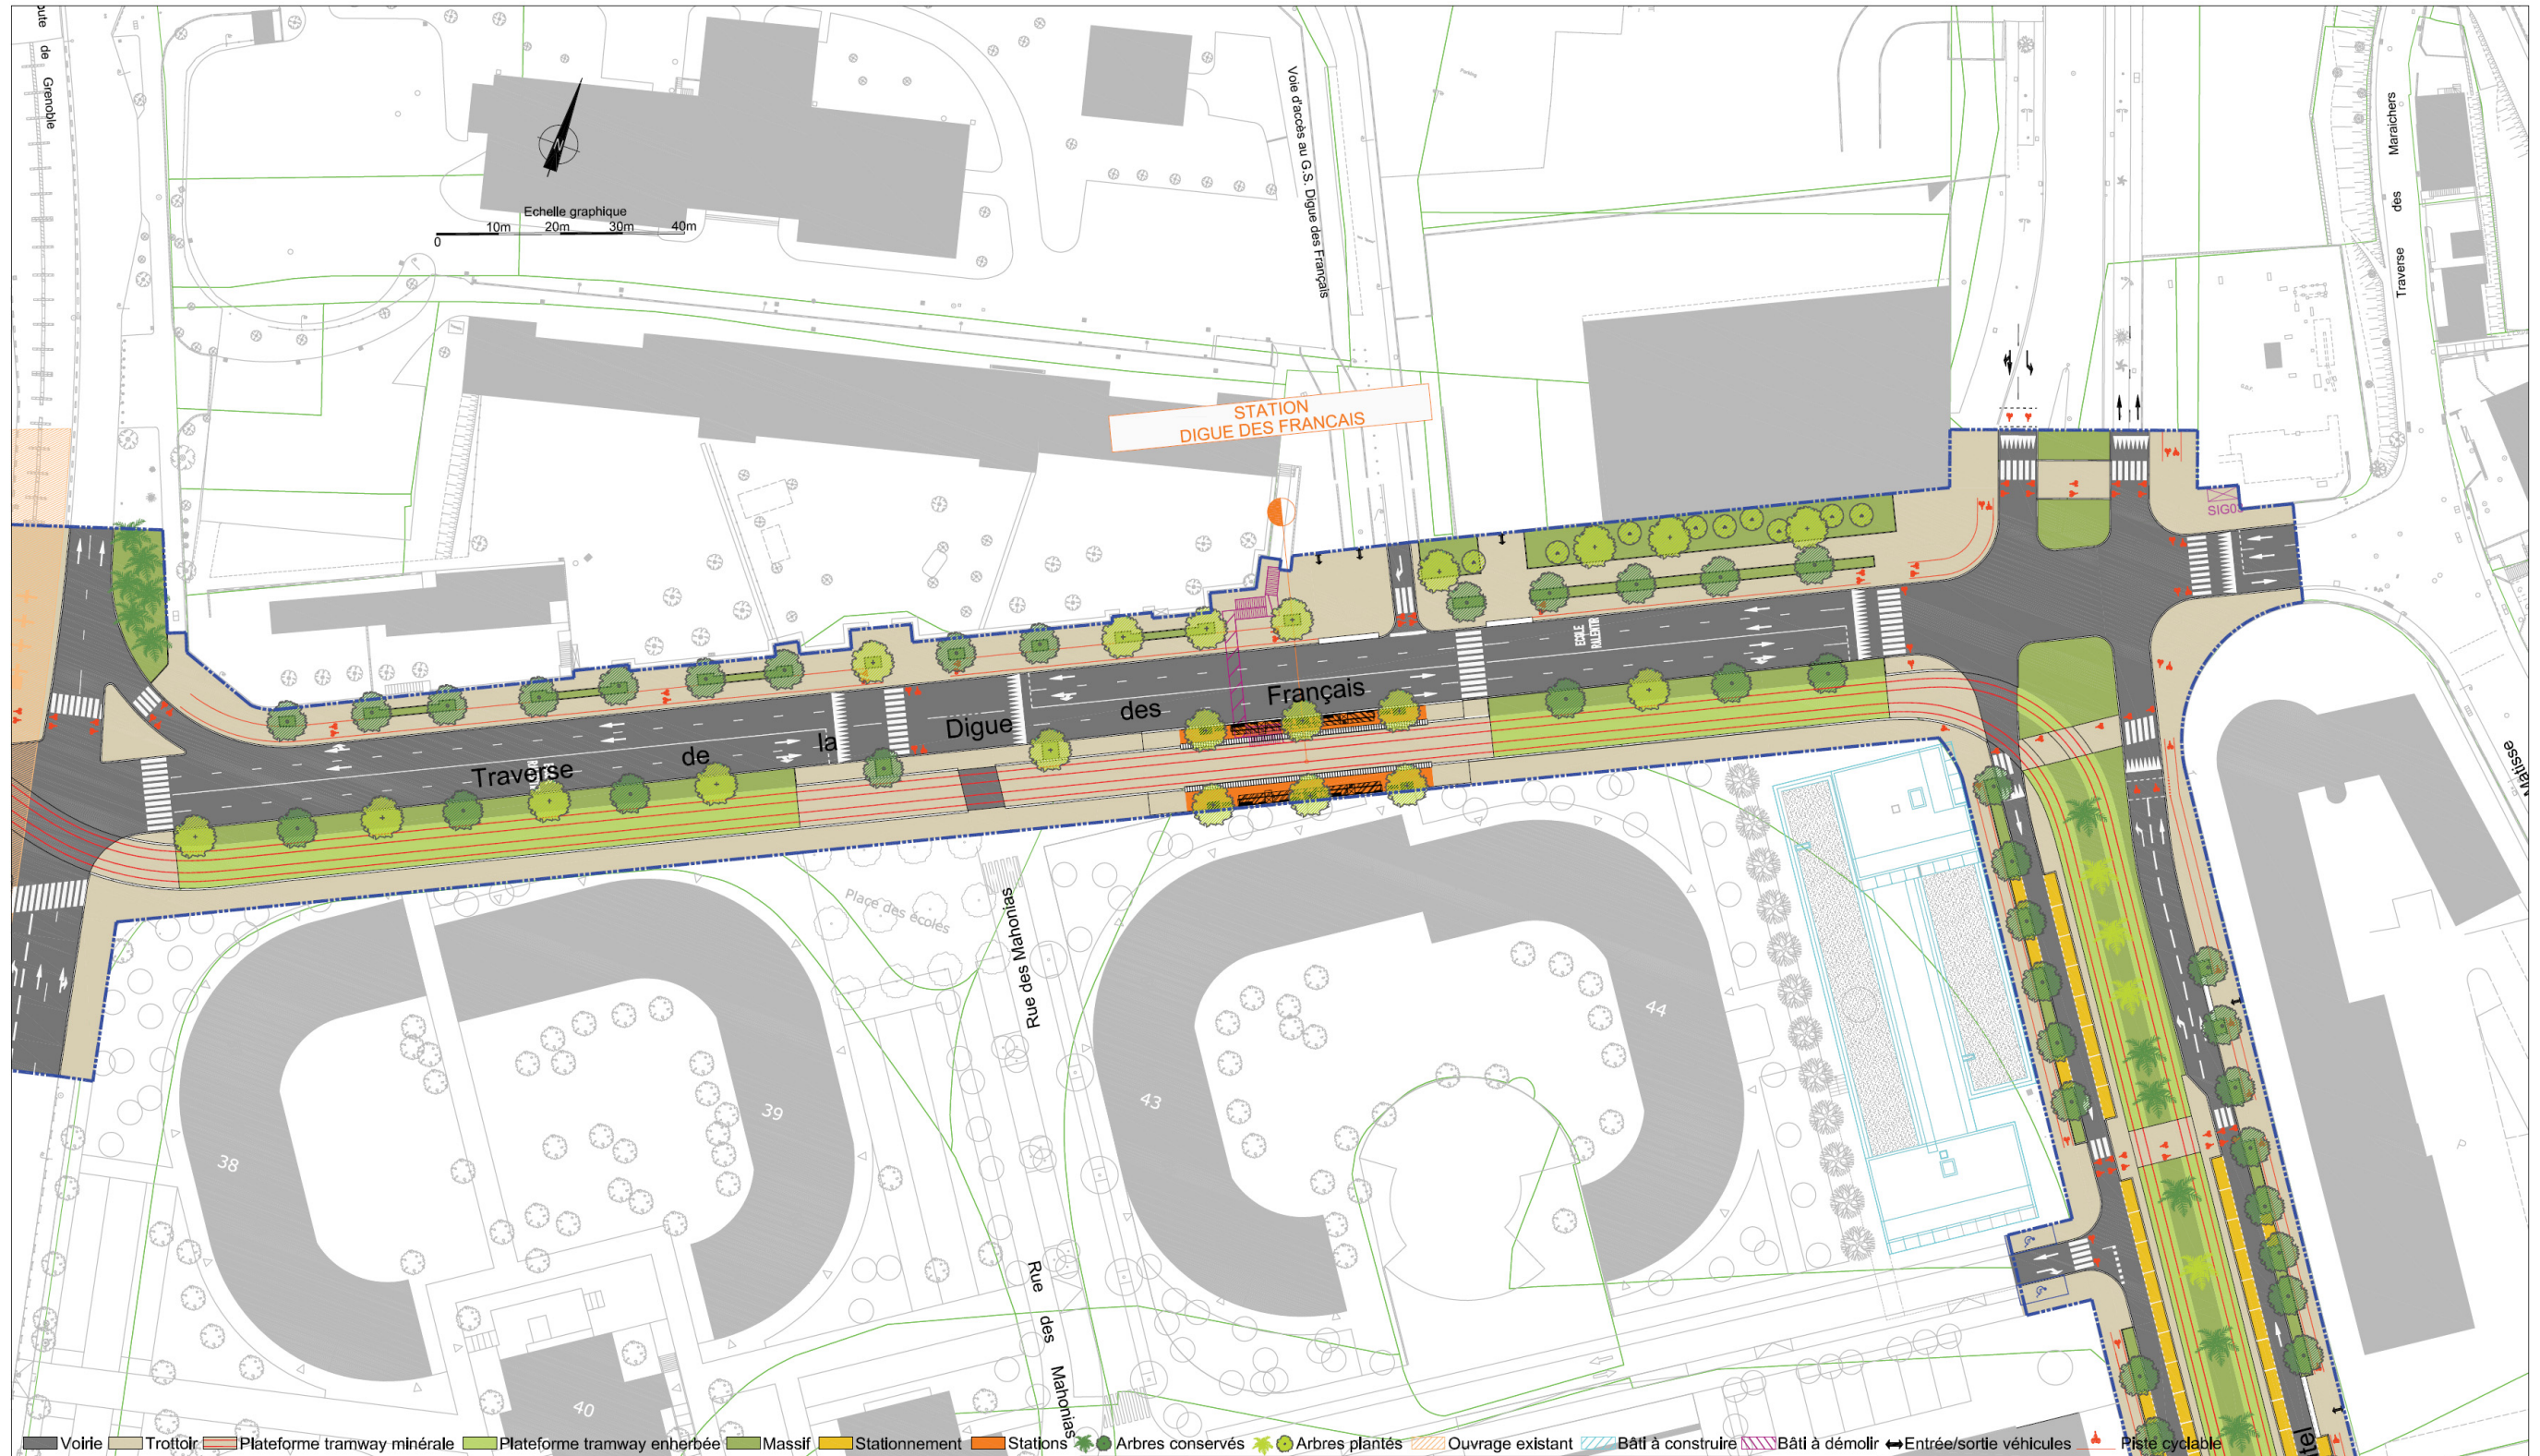 oute de Grenoble
Echelle graphique
0 10m 20m 30m 40m
Voie d'accès au G.S. Digue des Français
Parking
Traverse des Maraichers
STATION
DIGUE DES FRANCAIS
Traverse de la Digue des Français
Matisse
Place des écoles
Rue des Mahonias
Rue des Mahonias
38
39
40
43
44
Voirie
Trottoir
Plateforme tramway minérale
Plateforme tramway enherbée
Massif
Stationnement
Stations
Arbres conservés
Arbres plantés
Ouvrage existant
Bâti à construire
Bâti à démolir
Entrée/sortie véhicules
Piste cyclable